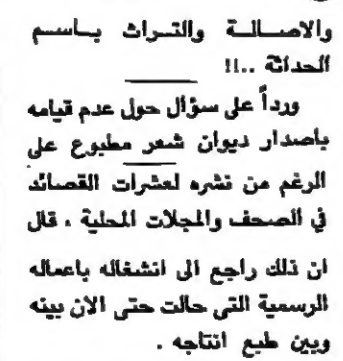 والاصالة والتراث باسم
الحداثة ..!!
ورداً على سؤال حول عدم قيامه
باصدار ديوان شعر مطبوع على
الرغم من نشره لعشرات القصائد
في الصحف والمجلات المحلية ، قال
ان ذلك راجع الى انشغاله باعماله
الرسمية التي حالت حتى الان بينه
وبين طبع انتاجه .